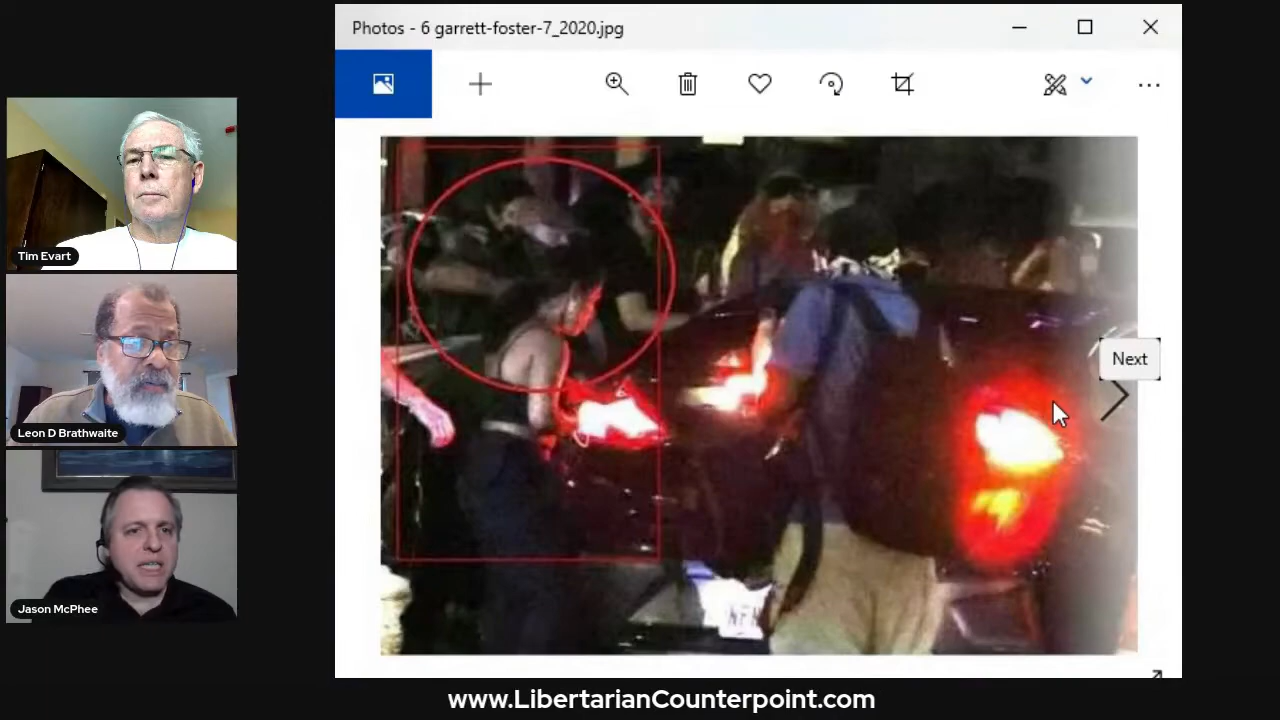 Photos - 6 garrett-foster-7_2020.jpg
Tim Evart
Leon D Brathwaite
Jason McPhee
Next
www.LibertarianCounterpoint.com